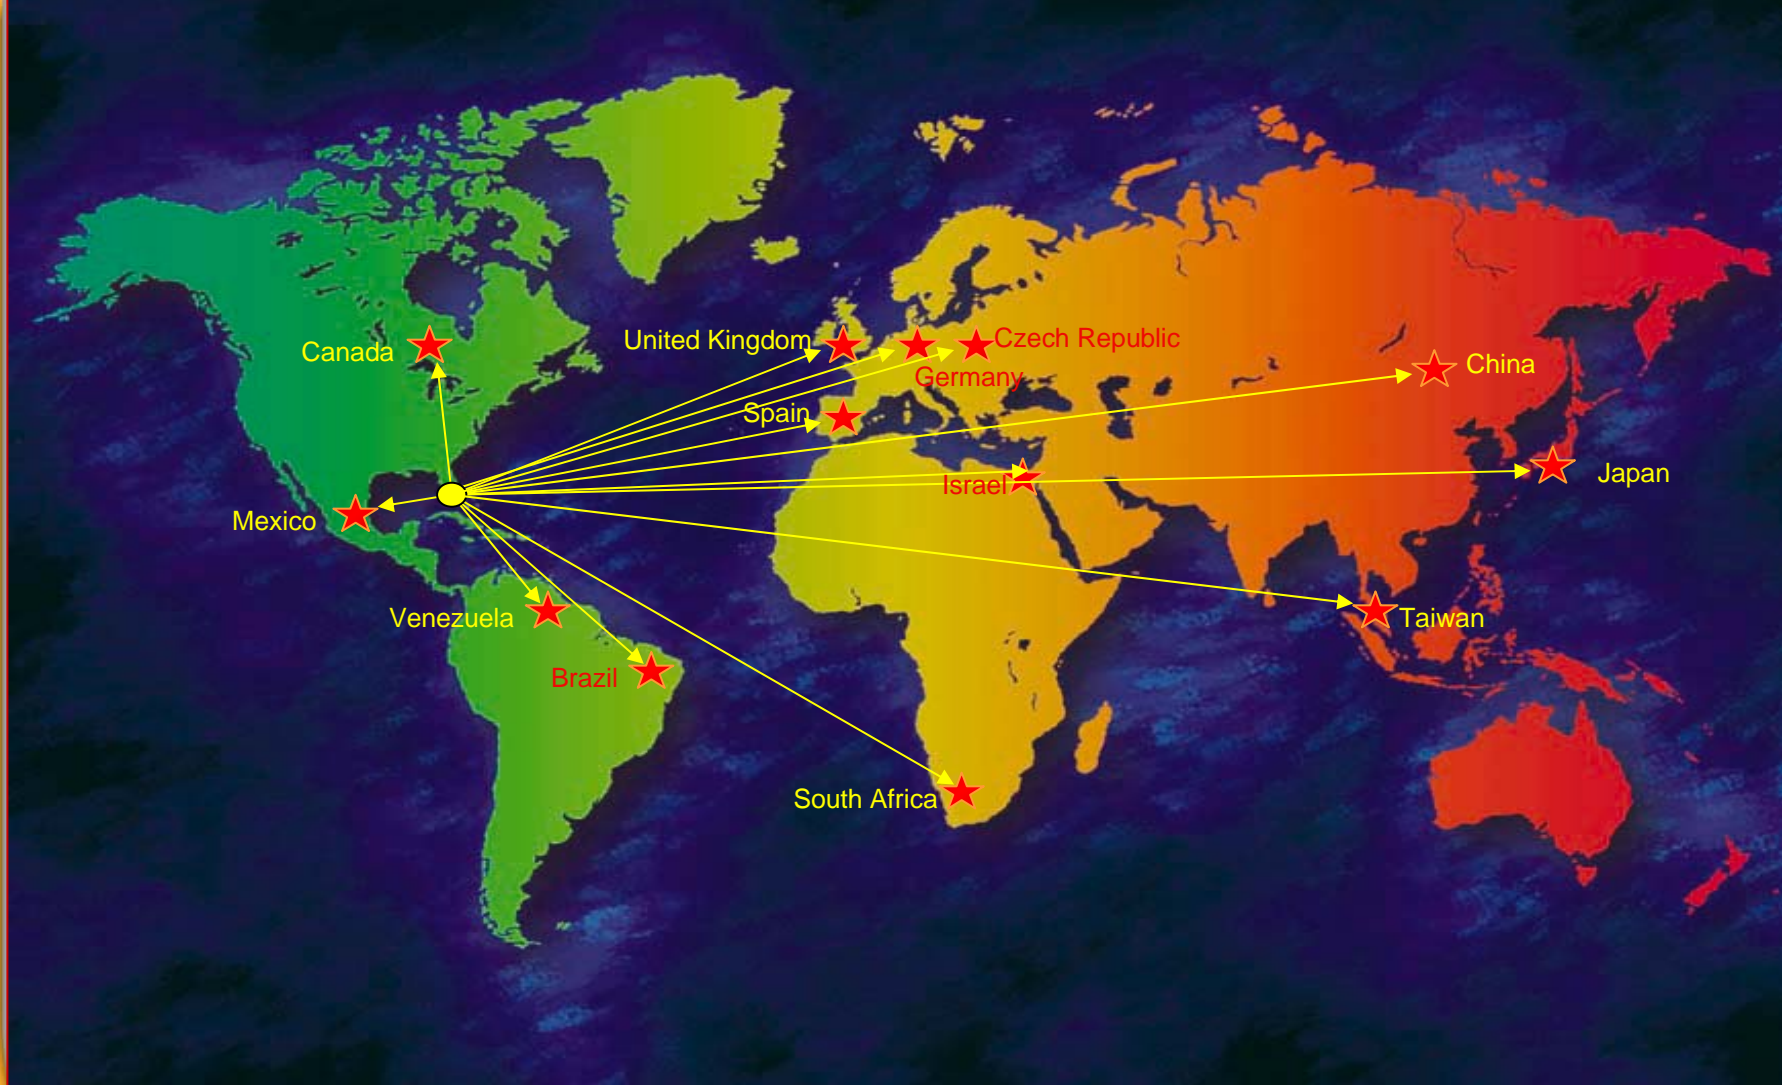 United Kingdom
Czech Republic
Canada
China
Germany
Spain
Japan
Israel
Mexico
Venezuela
Taiwan
Brazil
South Africa